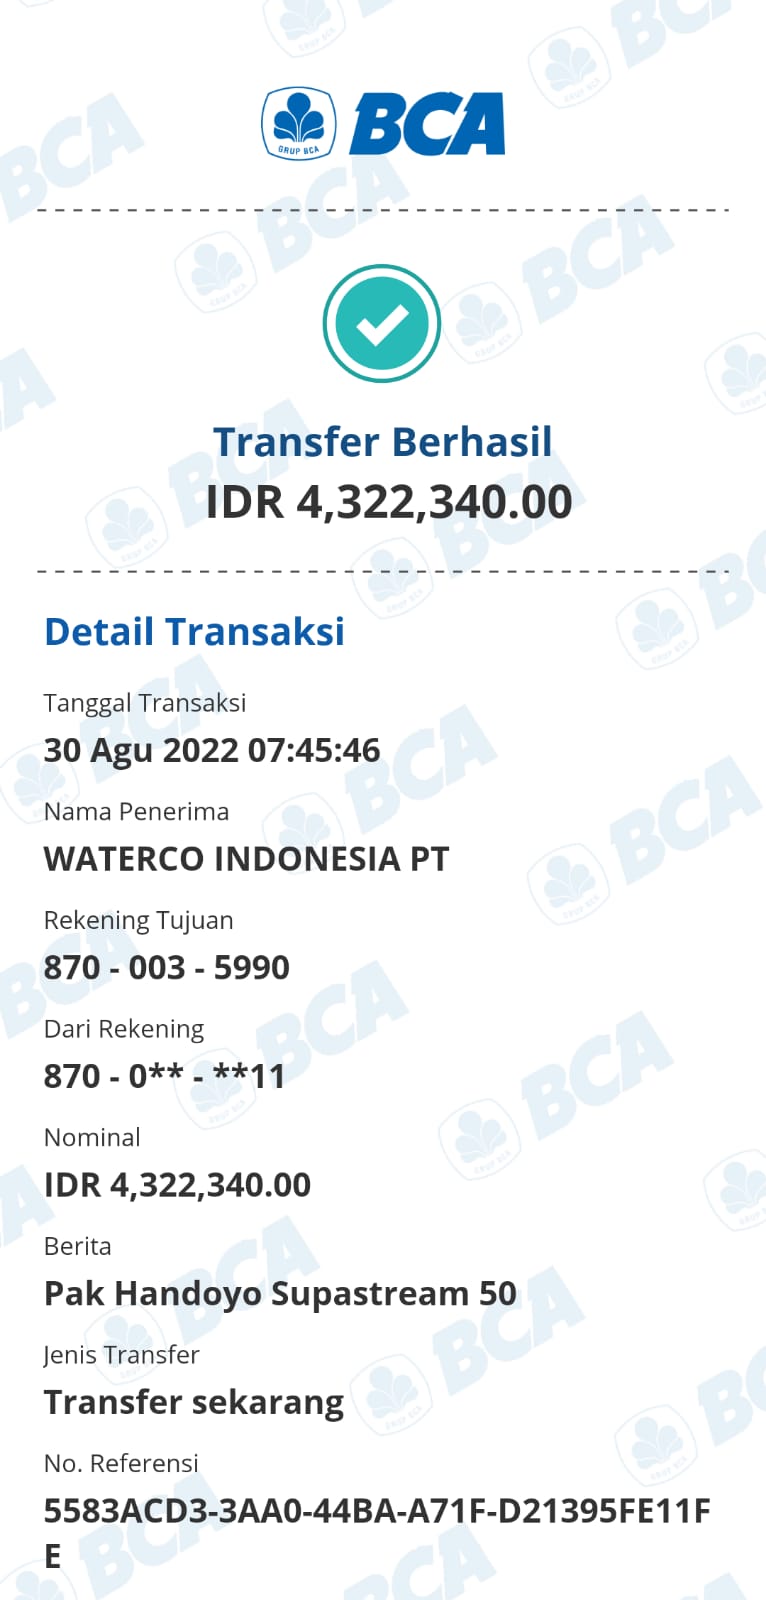 GRUP BCA
BCA
Transfer Berhasil
IDR 4,322,340.00
Detail Transaksi
Tanggal Transaksi
30 Agu 2022 07:45:46
Nama Penerima
WATERCO INDONESIA PT
Rekening Tujuan
870 - 003 - 5990
Dari Rekening
870 - 0** - **11
Nominal
IDR 4,322,340.00
Berita
Pak Handoyo Supastream 50
Jenis Transfer
Transfer sekarang
No. Referensi
5583ACD3-3AA0-44BA-A71F-D21395FE11F
E